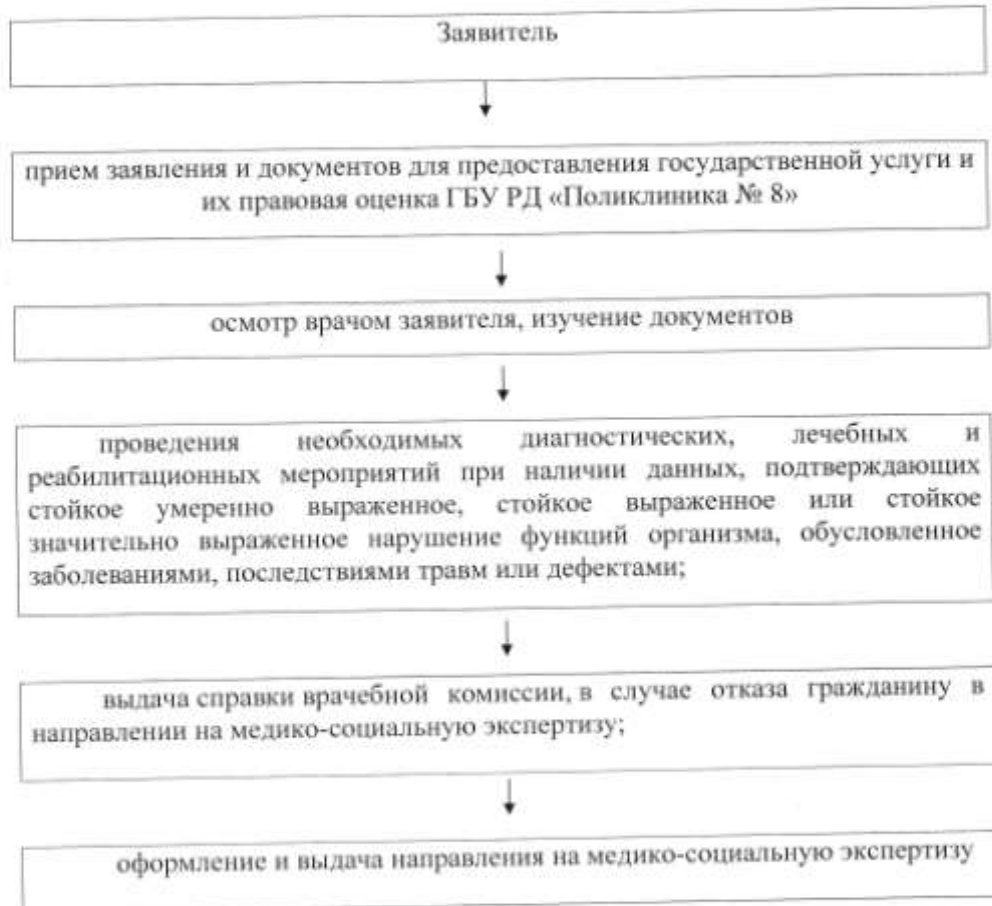 Заявитель
прием заявления и документов для предоставления государственной услуги и
их правовая оценка ГБУ РД «Поликлиника № 8»
осмотр врачом заявителя, изучение документов
проведения необходимых диагностических, лечебных и
реабилитационных мероприятий при наличии данных, подтверждающих
стойкое умеренно выраженное, стойкое выраженное или стойкое
значительно выраженное нарушение функций организма, обусловленное
заболеваниями, последствиями травм или дефектами;
выдача справки врачебной комиссии, в случае отказа гражданину в
направлении на медико-социальную экспертизу;
оформление и выдача направления на медико-социальную экспертизу